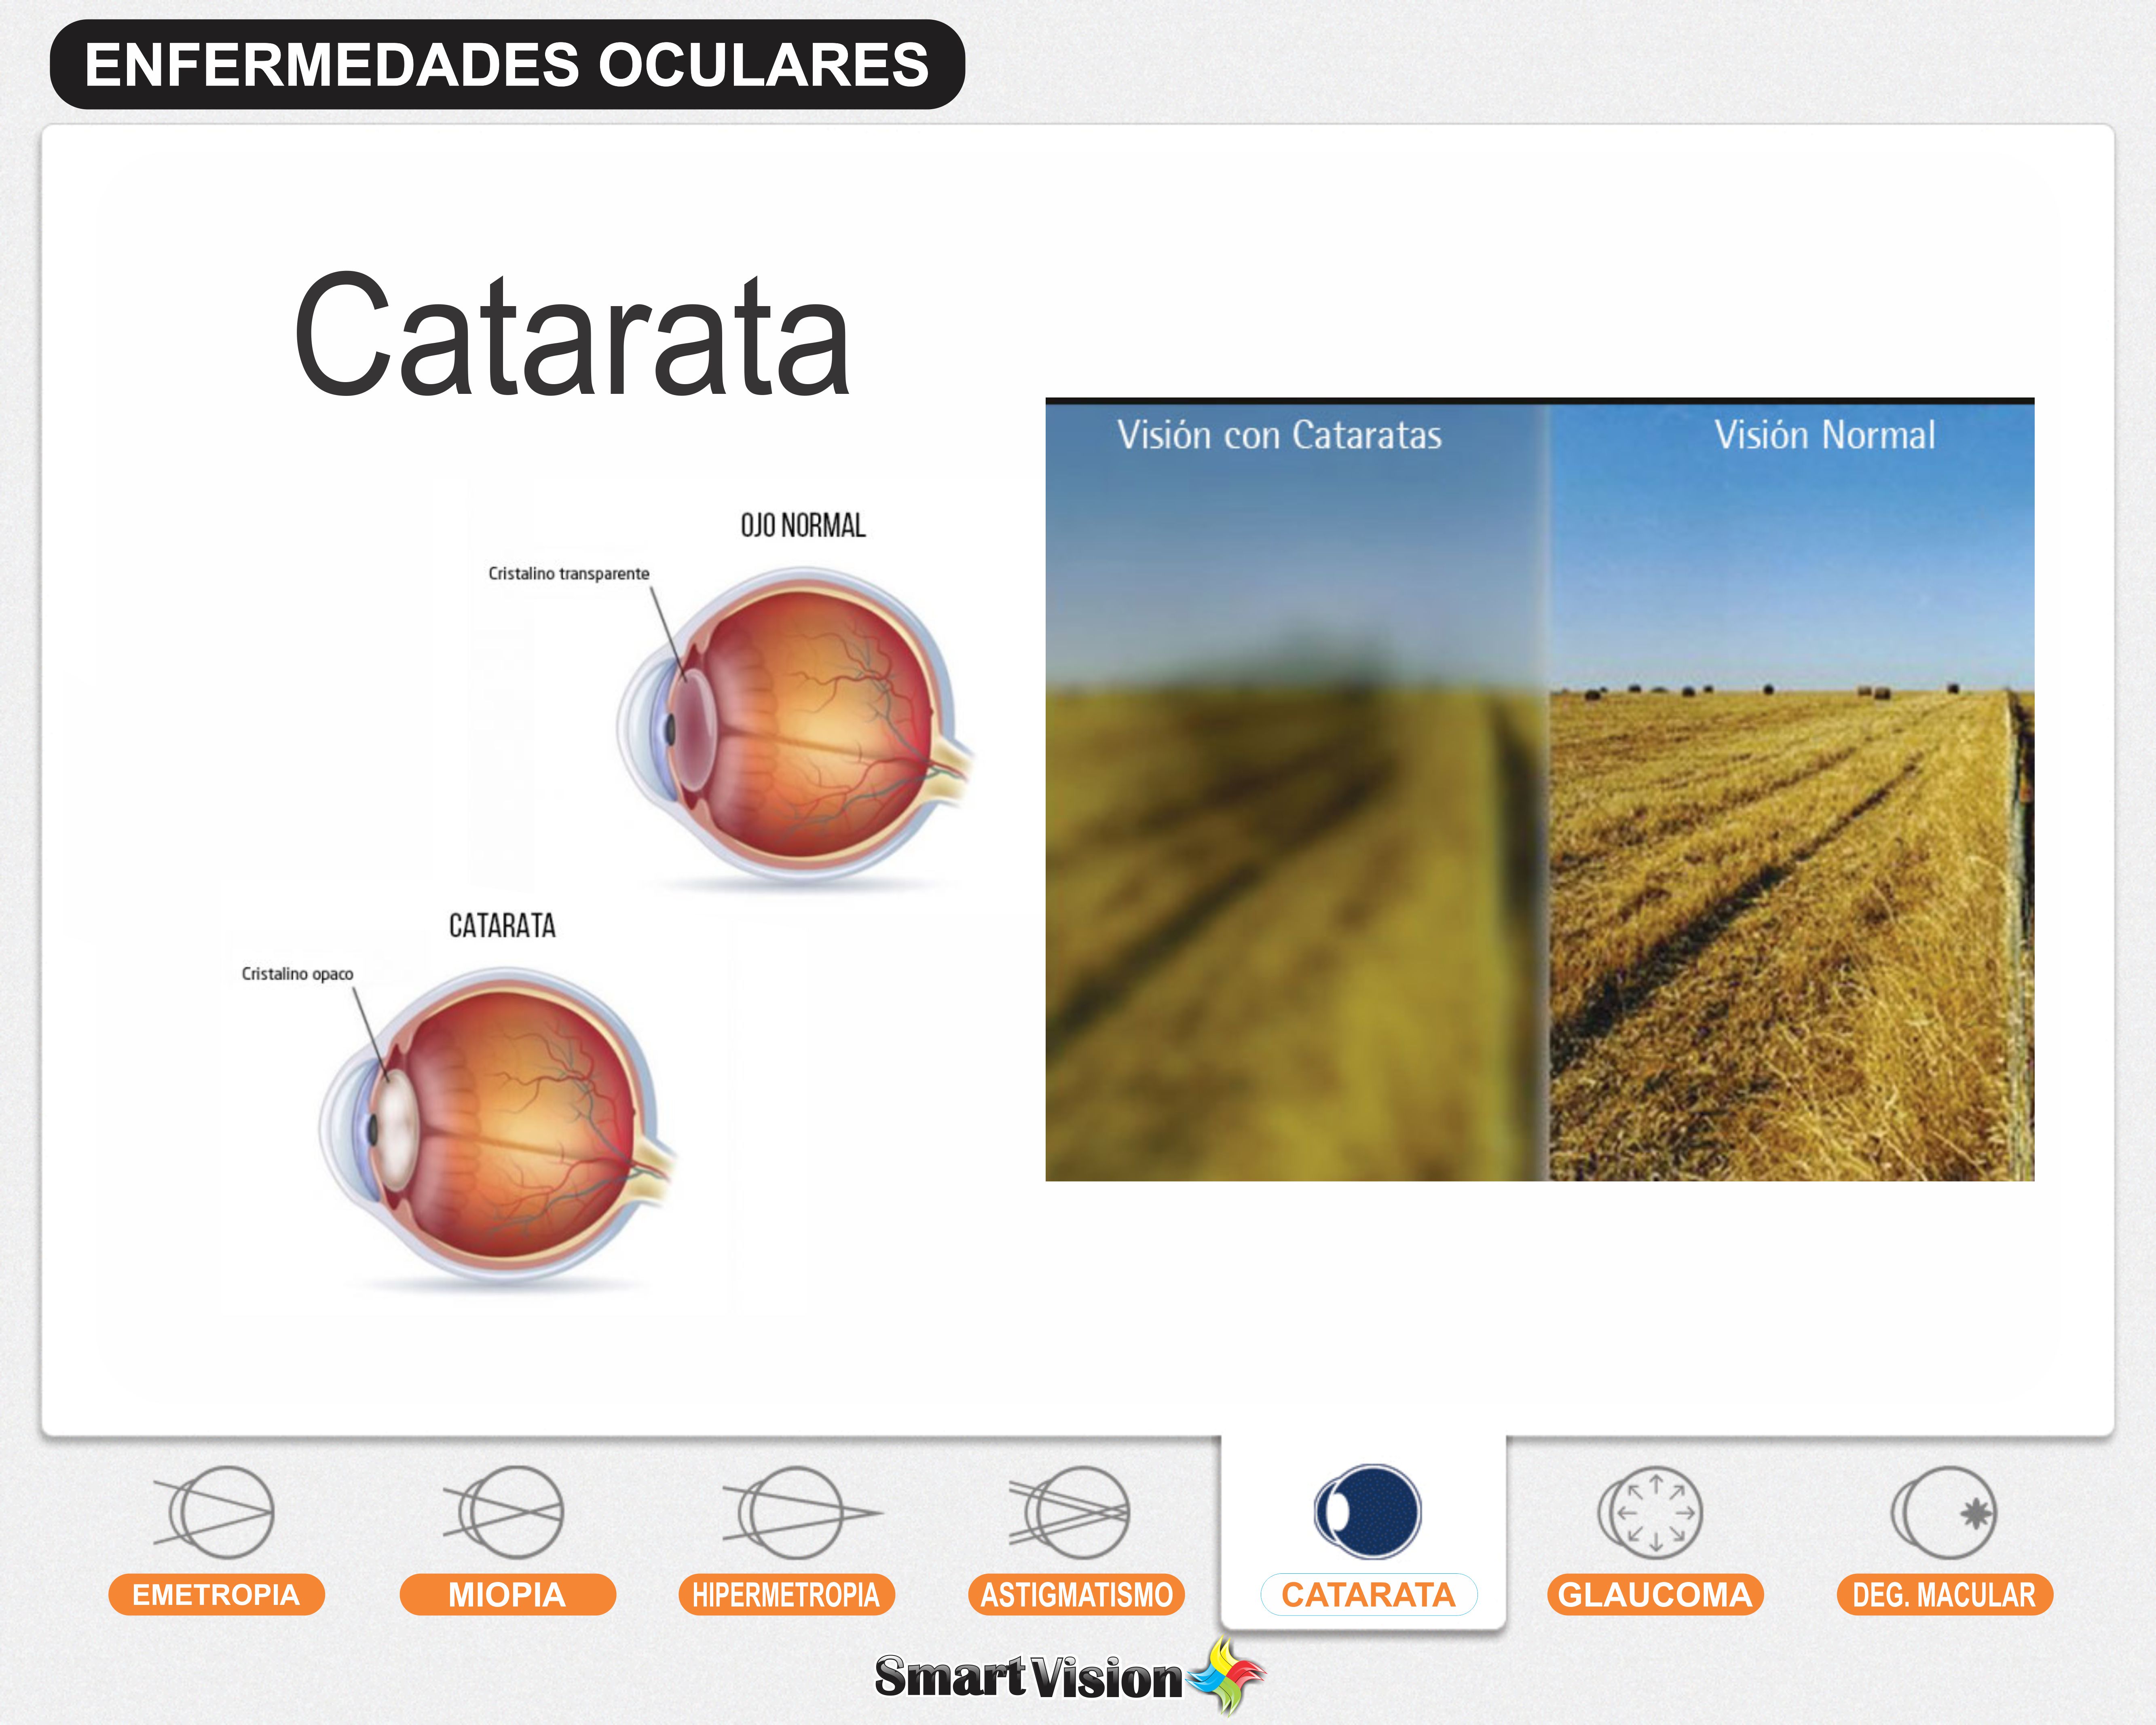 ENFERMEDADES OCULARES
Catarata
OJO NORMAL
Cristalino transparente
CATARATA
Cristalino opaco
Visión con Cataratas
Visión Normal
EMETROPIA
MIOPIA
HIPERMETROPIA
ASTIGMATISMO
CATARATA
GLAUCOMA
DEG. MACULAR
Smart Vision